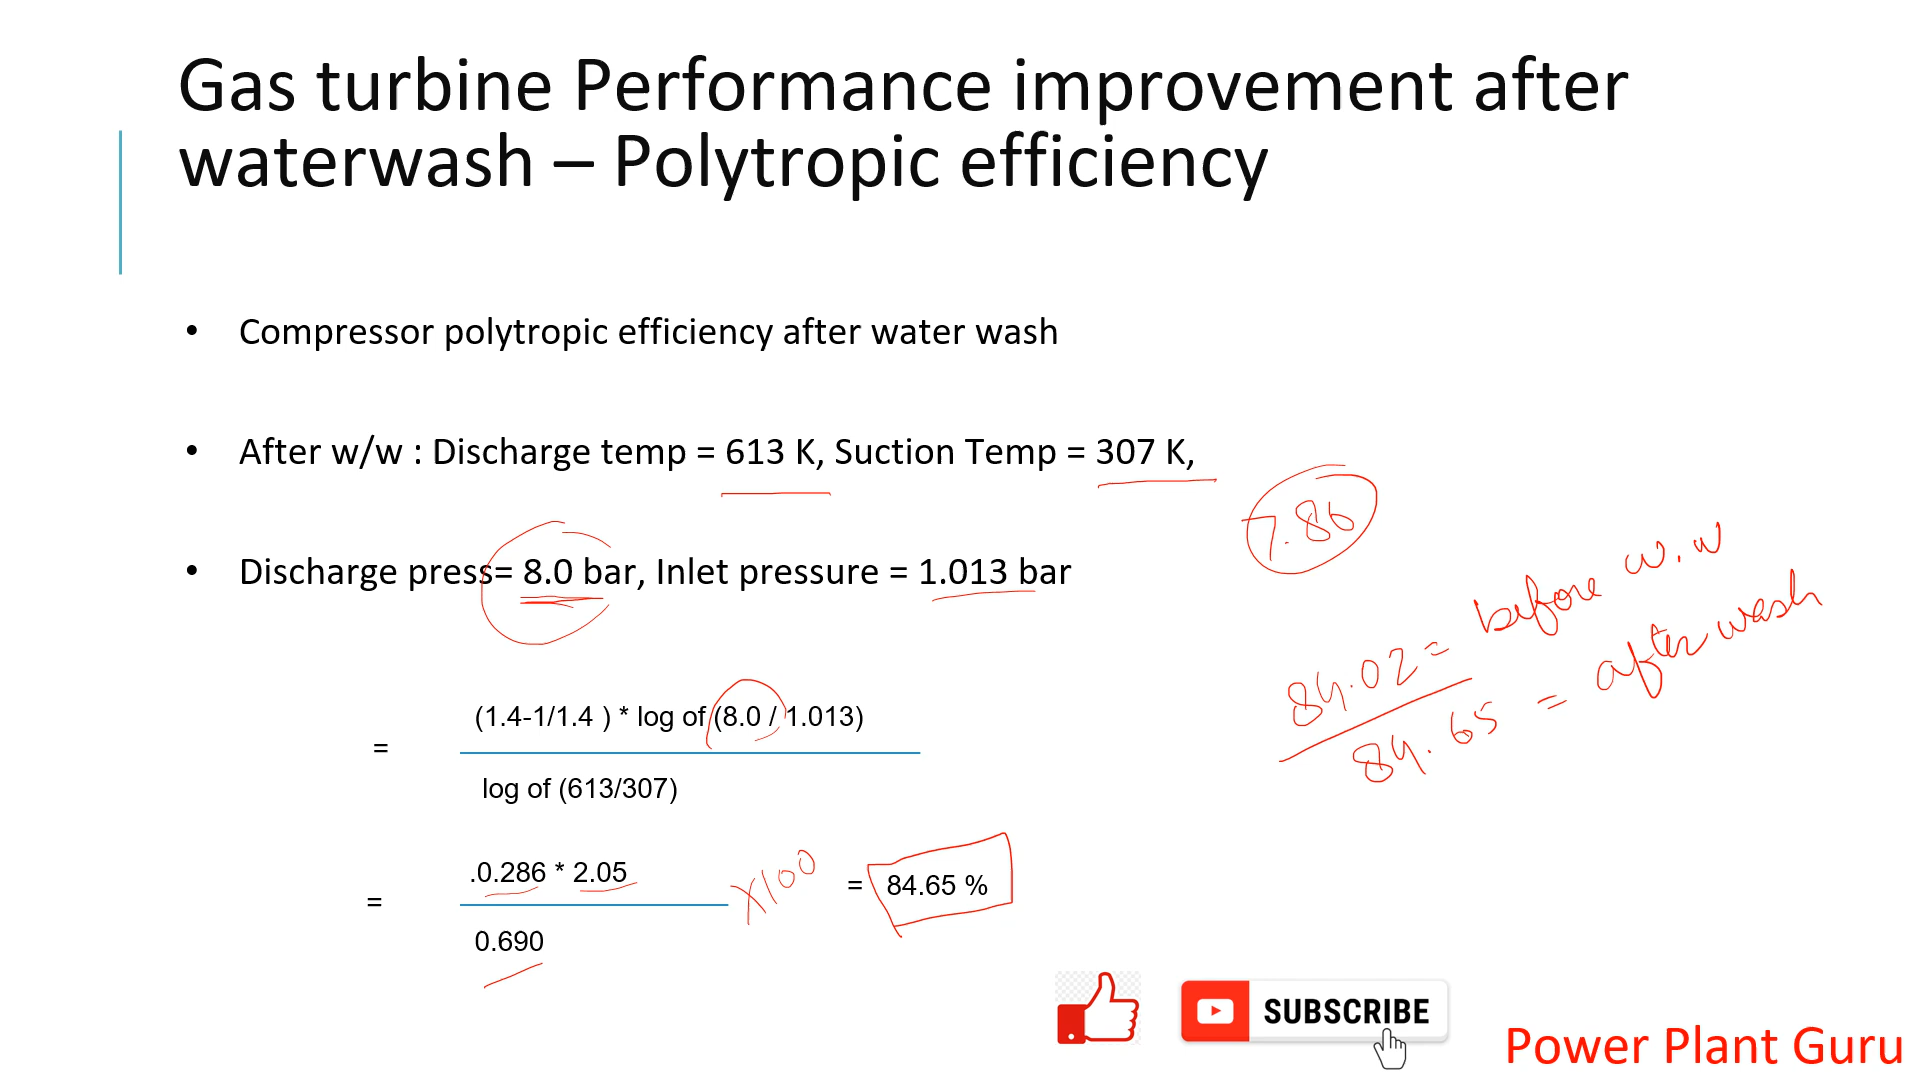 Gas turbine Performance improvement after
waterwash – Polytropic efficiency
• Compressor polytropic efficiency after water wash
• After w/w : Discharge temp = 613 K, Suction Temp = 307 K,
7.86
• Discharge press= 8.0 bar, Inlet pressure = 1.013 bar
84.02 = before w.w
84.65 = after wash
(1.4-1/1.4 ) * log of (8.0 / 1.013)
=
log of (613/307)
.0.286 * 2.05
= X100 = 84.65 %
0.690
SUBSCRIBE
Power Plant Guru